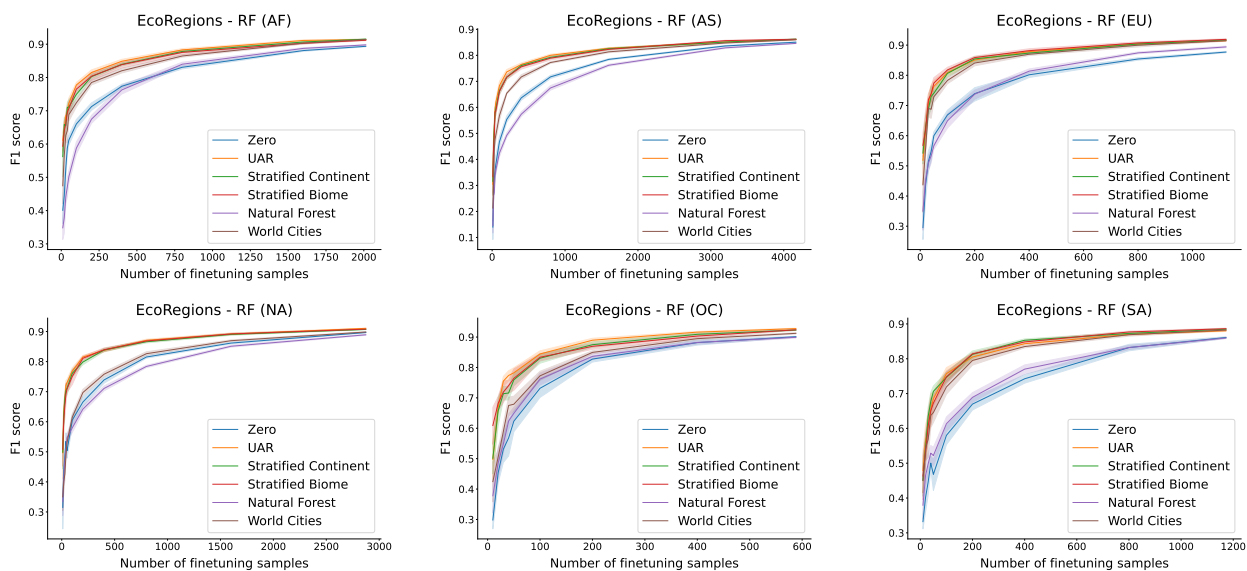 EcoRegions - RF (AF)
0.9
0.8
0.7
0.6
0.5
0.4
0.3
F1 score
Zero
UAR
Stratified Continent
Stratified Biome
Natural Forest
World Cities
0 250 500 750 1000 1250 1500 1750 2000
Number of finetuning samples
EcoRegions - RF (AS)
0.9
0.8
0.7
0.6
0.5
0.4
0.3
0.2
0.1
F1 score
Zero
UAR
Stratified Continent
Stratified Biome
Natural Forest
World Cities
0 1000 2000 3000 4000
Number of finetuning samples
EcoRegions - RF (EU)
0.9
0.8
0.7
0.6
0.5
0.4
0.3
F1 score
Zero
UAR
Stratified Continent
Stratified Biome
Natural Forest
World Cities
0 200 400 600 800 1000
Number of finetuning samples
EcoRegions - RF (NA)
0.9
0.8
0.7
0.6
0.5
0.4
0.3
F1 score
Zero
UAR
Stratified Continent
Stratified Biome
Natural Forest
World Cities
0 500 1000 1500 2000 2500 3000
Number of finetuning samples
EcoRegions - RF (OC)
0.9
0.8
0.7
0.6
0.5
0.4
0.3
F1 score
Zero
UAR
Stratified Continent
Stratified Biome
Natural Forest
World Cities
0 100 200 300 400 500 600
Number of finetuning samples
EcoRegions - RF (SA)
0.9
0.8
0.7
0.6
0.5
0.4
0.3
F1 score
Zero
UAR
Stratified Continent
Stratified Biome
Natural Forest
World Cities
0 200 400 600 800 1000 1200
Number of finetuning samples